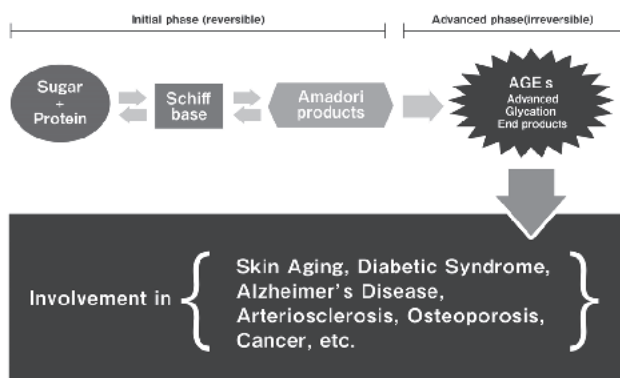 Initial phase (reversible)
Advanced phase(irreversible)
Sugar
+
Protein
Schiff
base
Amadori
products
AGE s
Advanced
Glycation
End products
Involvement in
Skin Aging, Diabetic Syndrome,
Alzheimer's Disease,
Arteriosclerosis, Osteoporosis,
Cancer, etc.